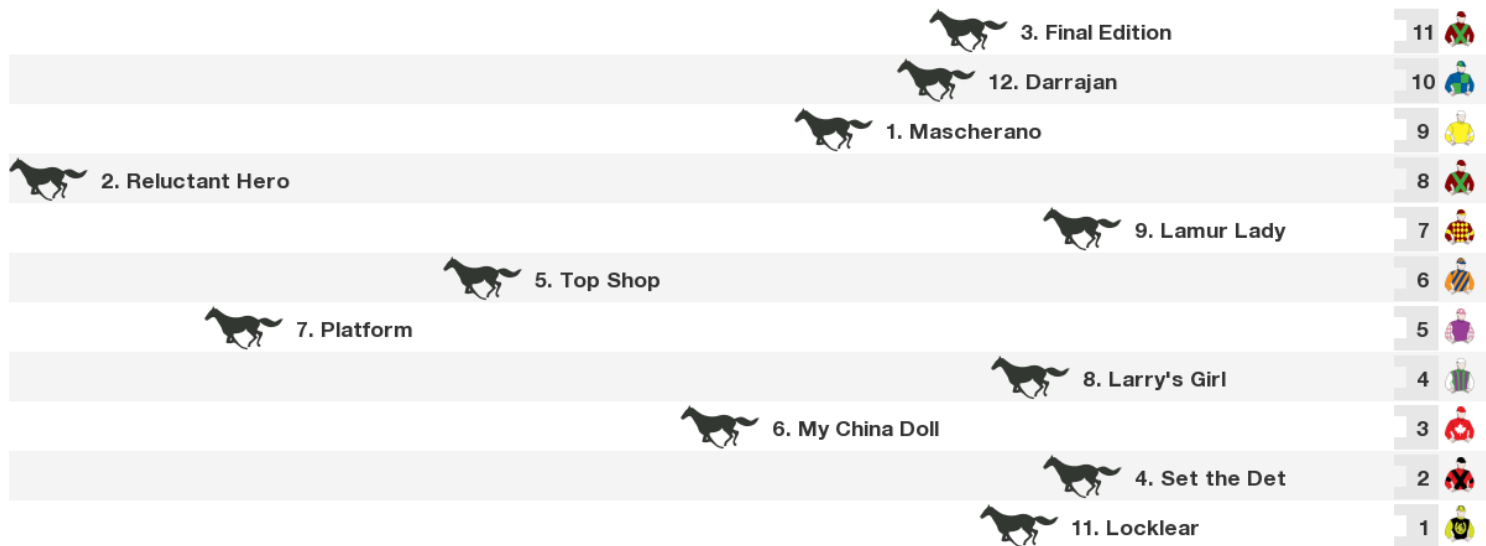 3. Final Edition 11
12. Darrajan 10
1. Mascherano 9
2. Reluctant Hero 8
9. Lamur Lady 7
5. Top Shop 6
7. Platform 5
8. Larry's Girl 4
6. My China Doll 3
4. Set the Det 2
11. Locklear 1